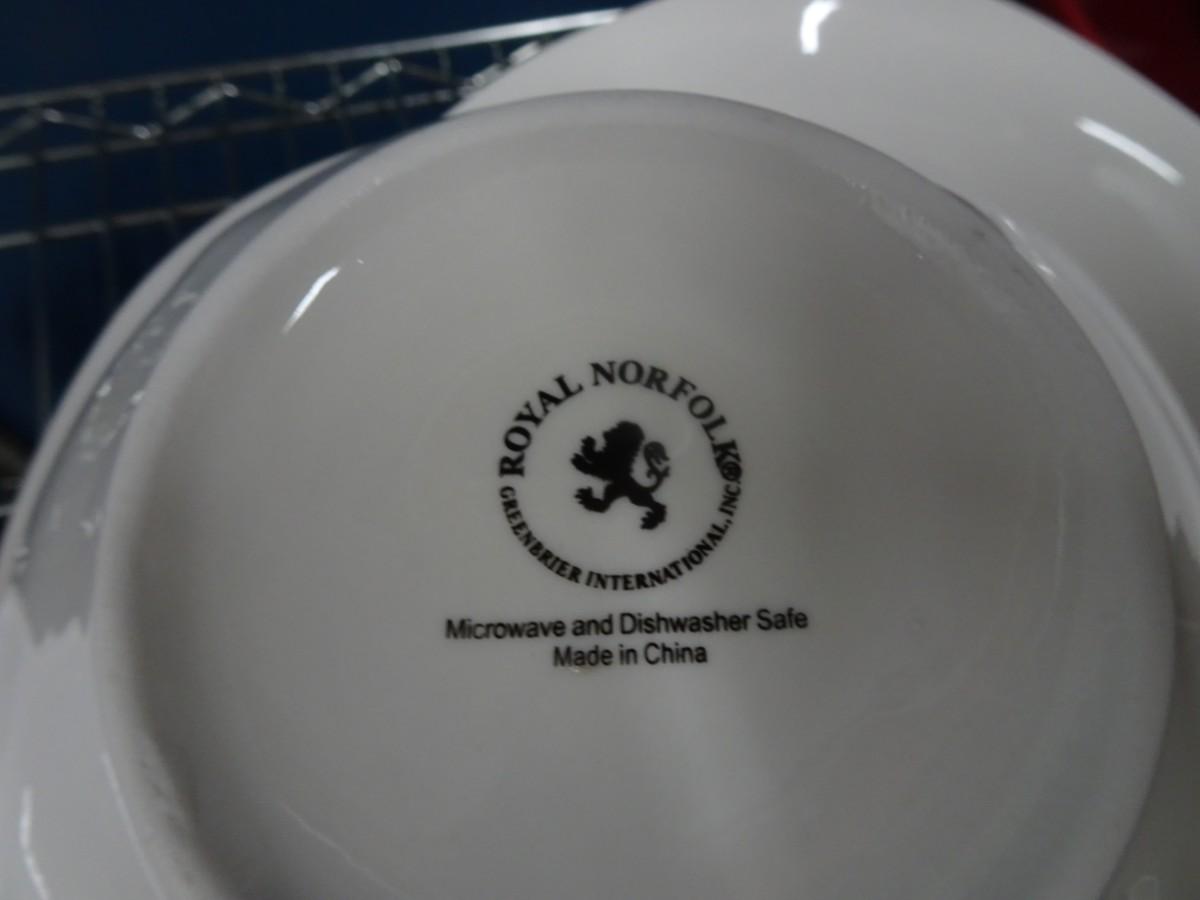 ROYAL NORFOLK®
GREENBRIER INTERNATIONAL, INC.
Microwave and Dishwasher Safe
Made in China